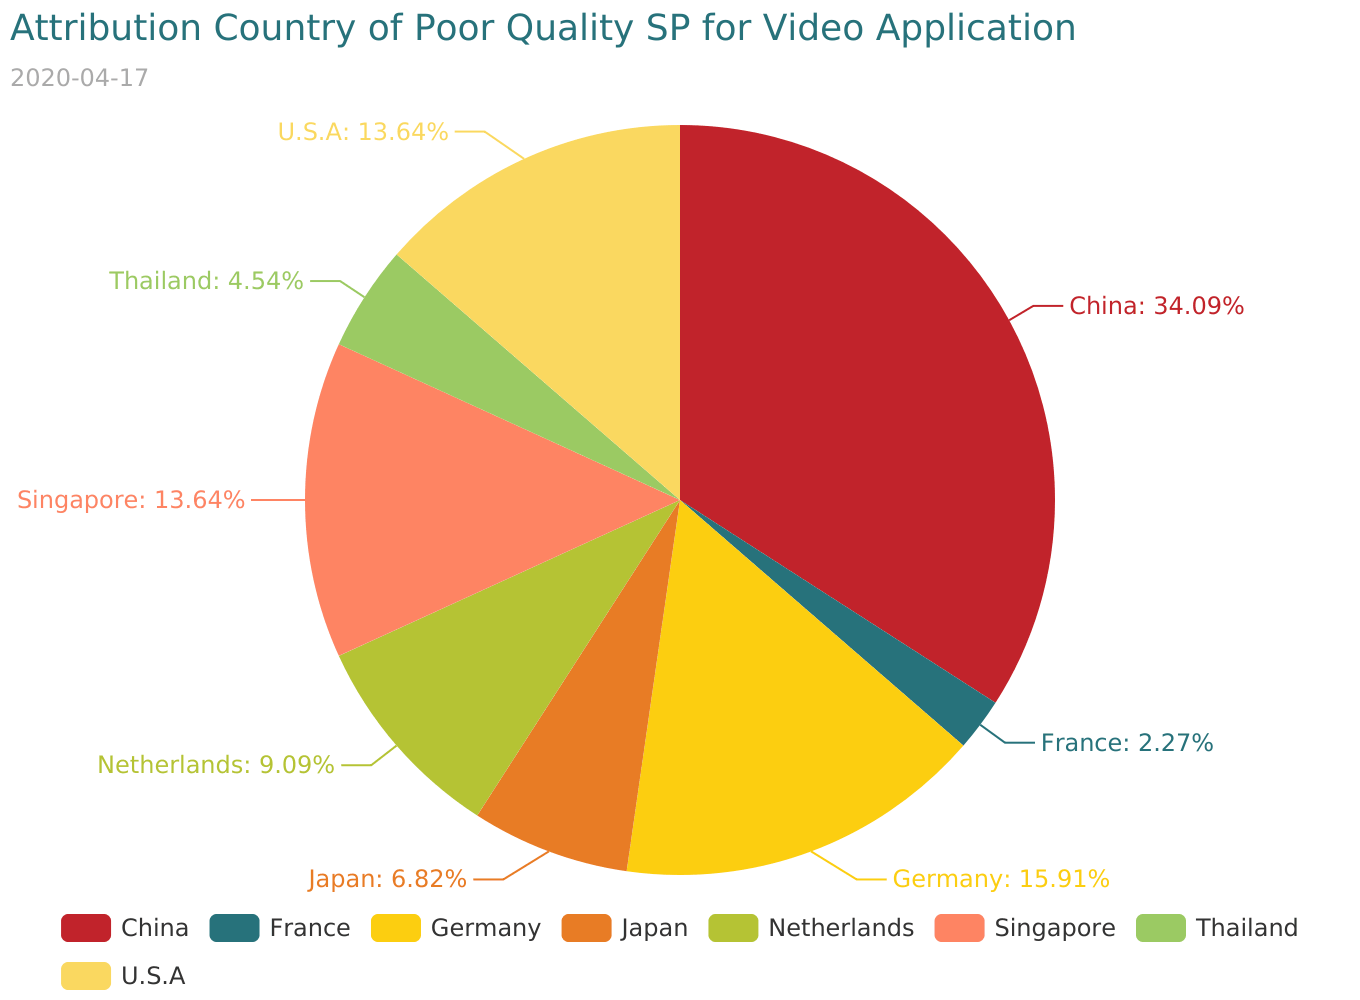 Attribution Country of Poor Quality SP for Video Application
2020-04-17
U.S.A: 13.64%
Thailand: 4.54%
China: 34.09%
Singapore: 13.64%
France: 2.27%
Netherlands: 9.09%
Japan: 6.82%
Germany: 15.91%
China France Germany Japan Netherlands Singapore Thailand
U.S.A